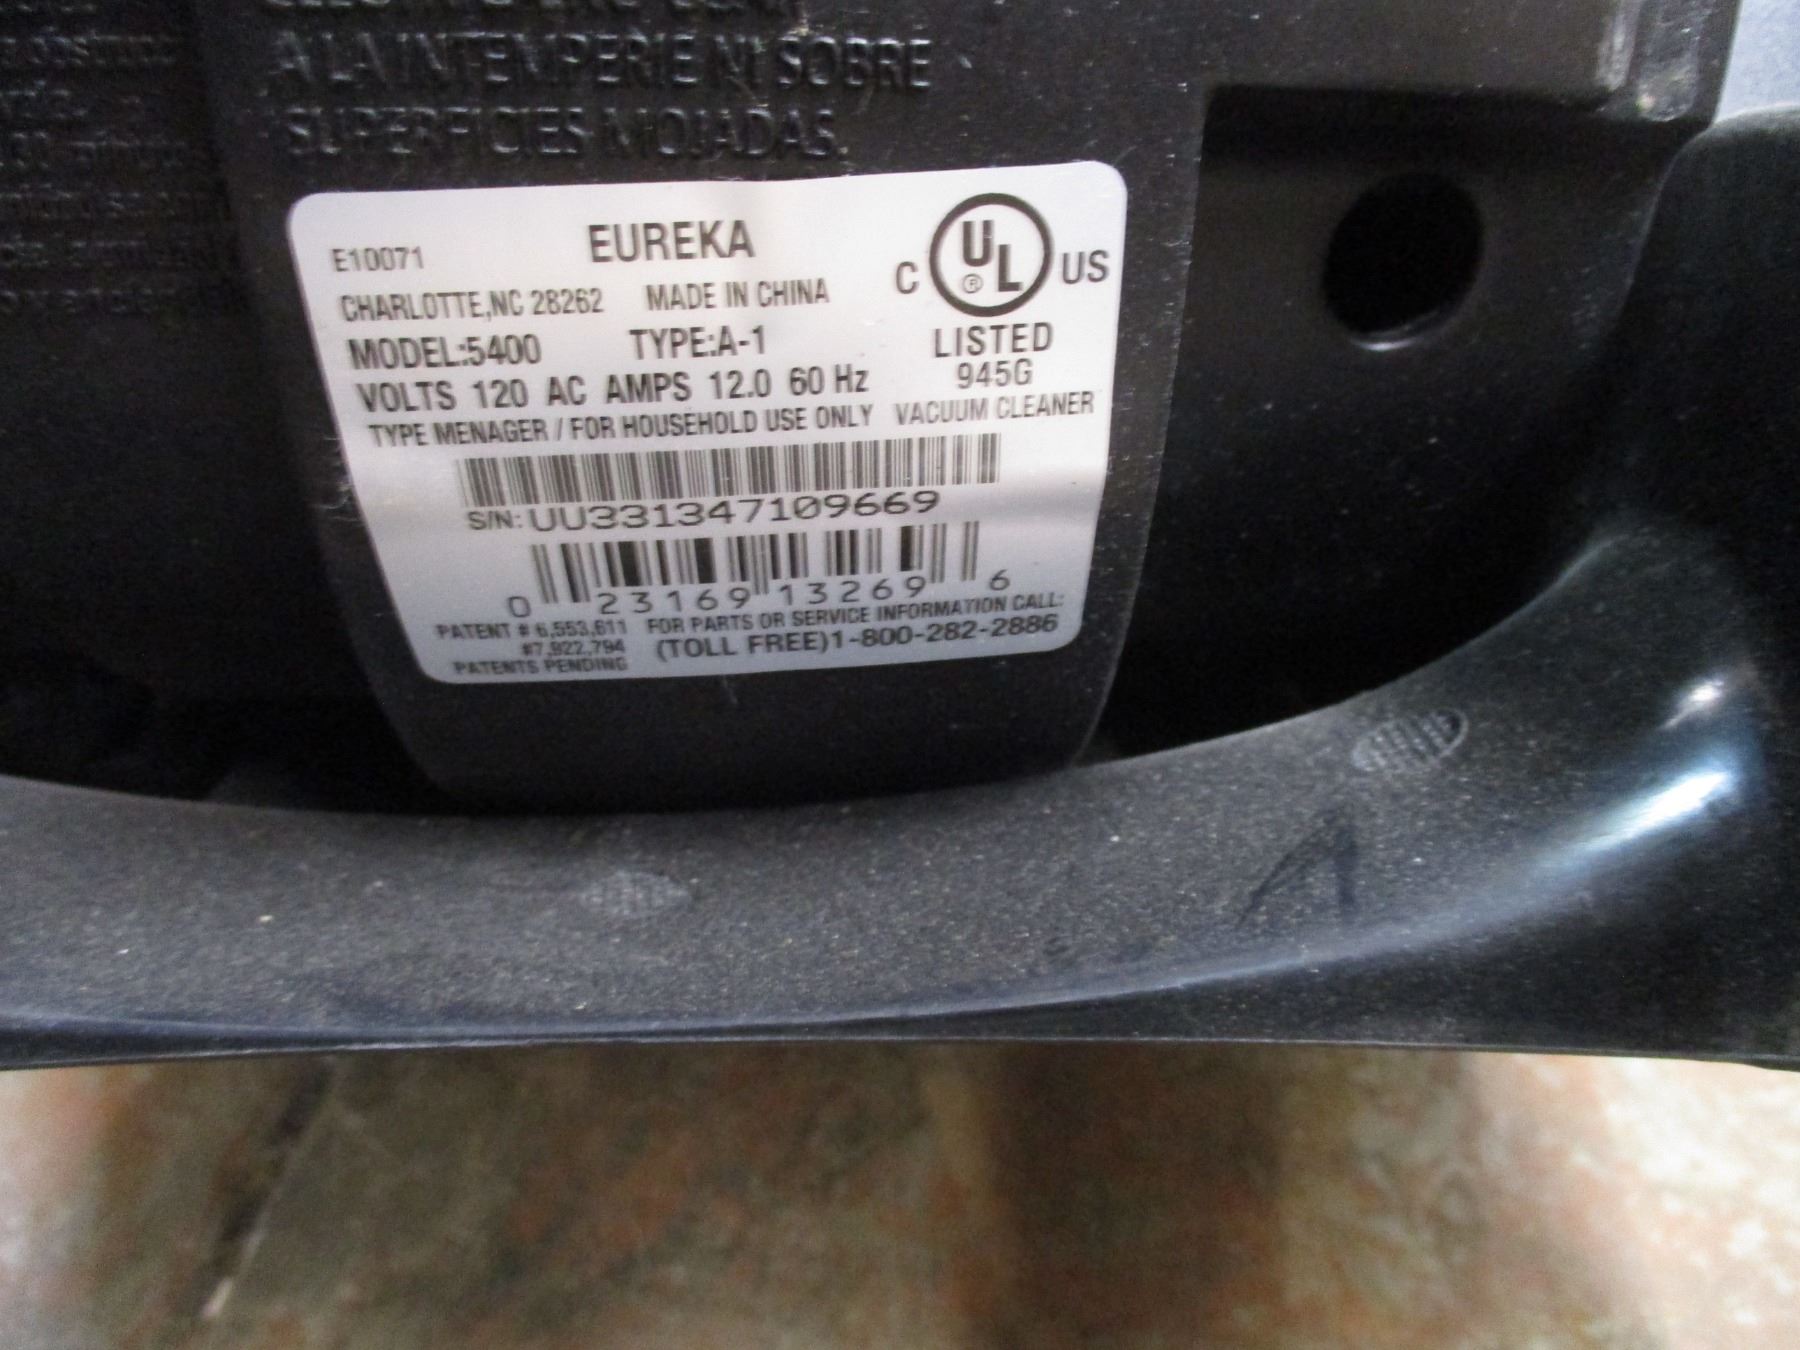 A LA INTEMPERIE NI SOBRE
SUPERFICIES MOJADAS.
E10071 EUREKA
C UL ® US
CHARLOTTE,NC 28262 MADE IN CHINA
MODEL:5400 TYPE:A-1 LISTED
945G
VOLTS 120 AC AMPS 12.0 60 Hz
TYPE MENAGER / FOR HOUSEHOLD USE ONLY VACUUM CLEANER
S/N: UU331347109669
0 23169 13269 6
PATENT # 6,553,611 FOR PARTS OR SERVICE INFORMATION CALL:
#7,922,794 (TOLL FREE)1-800-282-2886
PATENTS PENDING